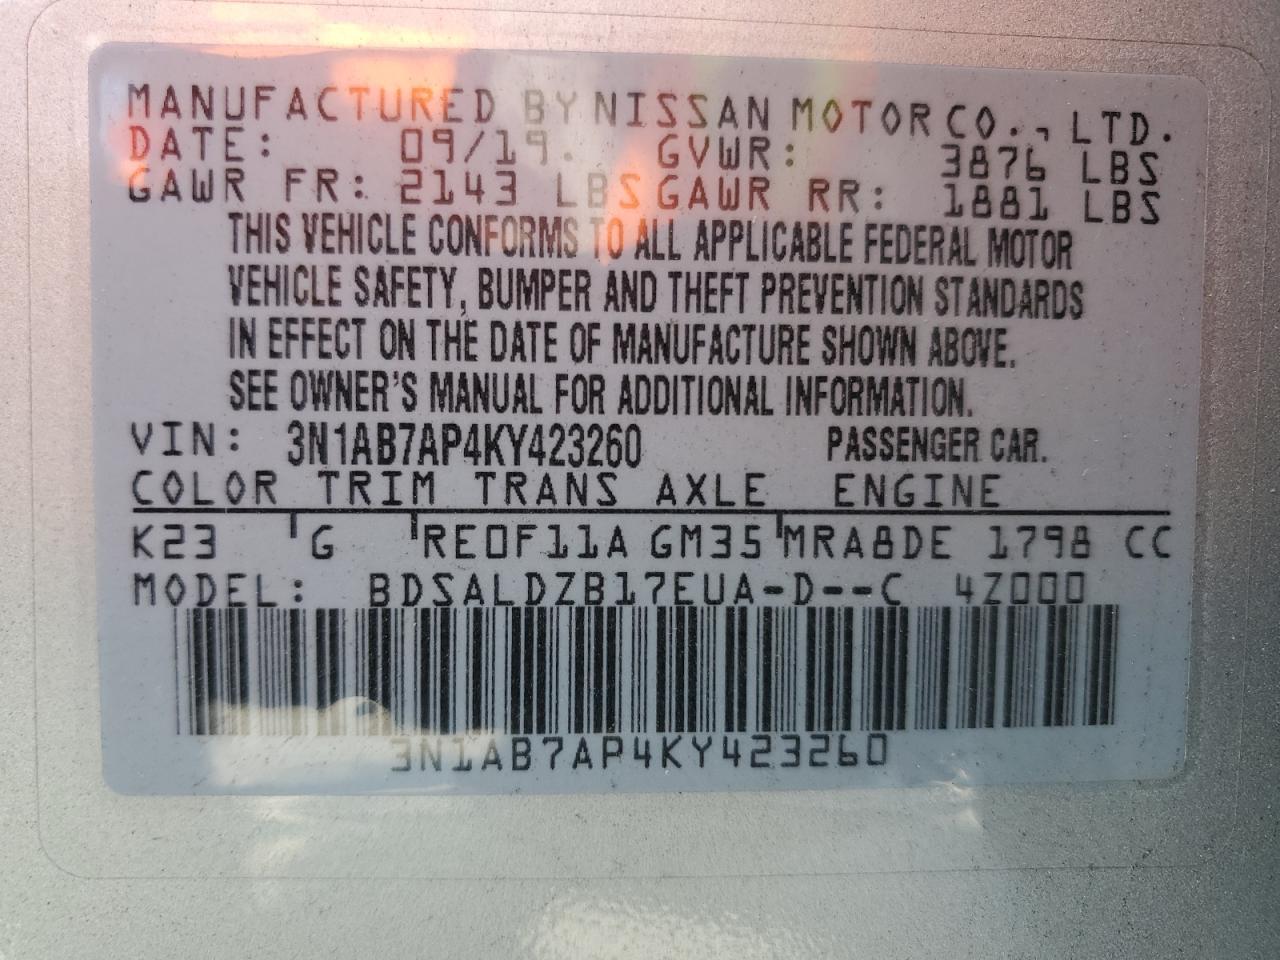 MANUFACTURED BY NISSAN MOTOR CO., LTD.
DATE: 09/19. GVWR: 3876 LBS
GAWR FR: 2143 LBS GAWR RR: 1881 LBS
THIS VEHICLE CONFORMS TO ALL APPLICABLE FEDERAL MOTOR
VEHICLE SAFETY, BUMPER AND THEFT PREVENTION STANDARDS
IN EFFECT ON THE DATE OF MANUFACTURE SHOWN ABOVE.
SEE OWNER'S MANUAL FOR ADDITIONAL INFORMATION.
VIN: 3N1AB7AP4KY423260 PASSENGER CAR.
COLOR TRIM TRANS AXLE ENGINE
K23 G RE0F11A GM35 MRA8DE 1798 CC
MODEL: BDSALDZB17EUA-D--C 4Z000
3N1AB7AP4KY423260